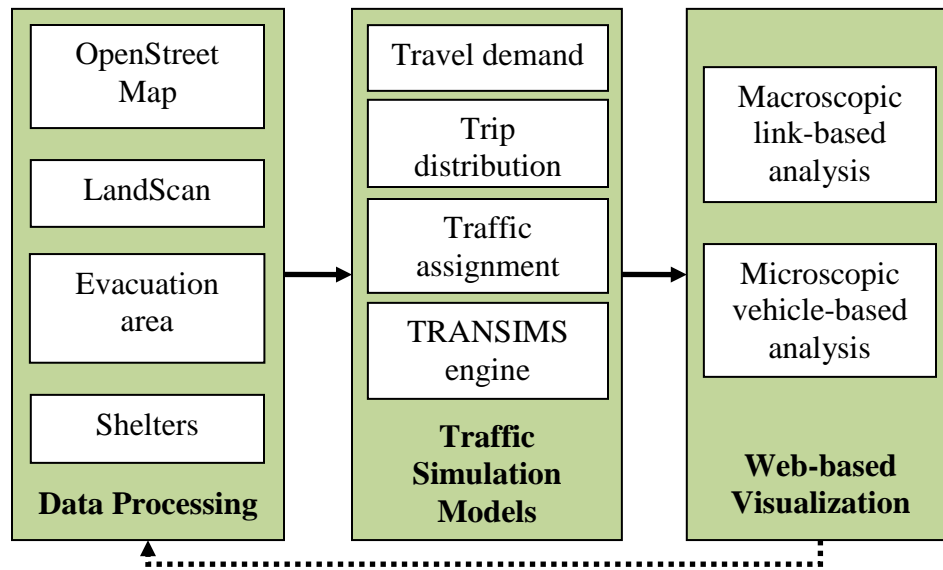 OpenStreet
Map
LandScan
Evacuation
area
Shelters
Data Processing
Travel demand
Trip
distribution
Traffic
assignment
TRANSIMS
engine
Traffic
Simulation
Models
Macroscopic
link-based
analysis
Microscopic
vehicle-based
analysis
Web-based
Visualization